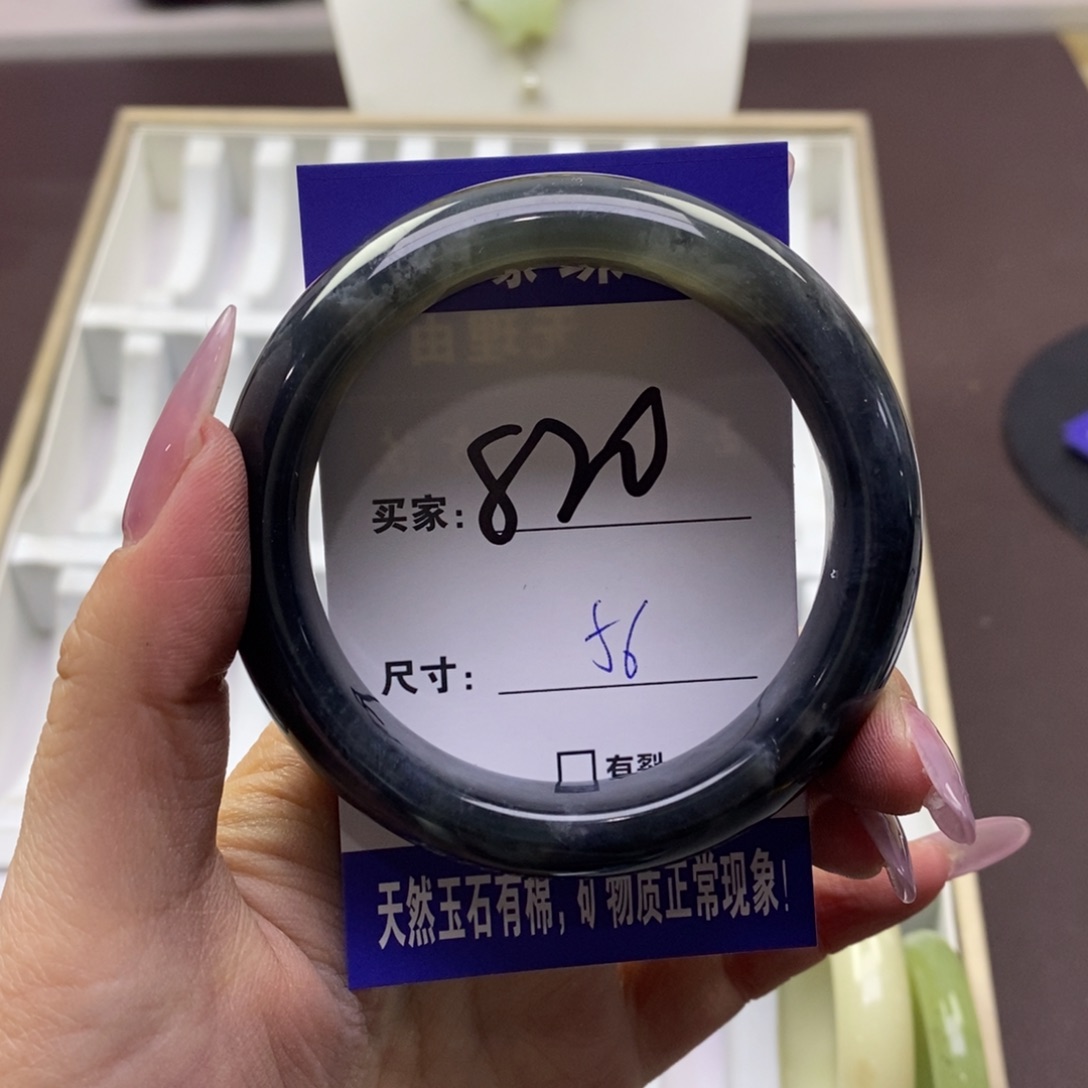 买家: 820
尺寸: 56
□有裂
天然玉石有棉,矿物质正常现象!